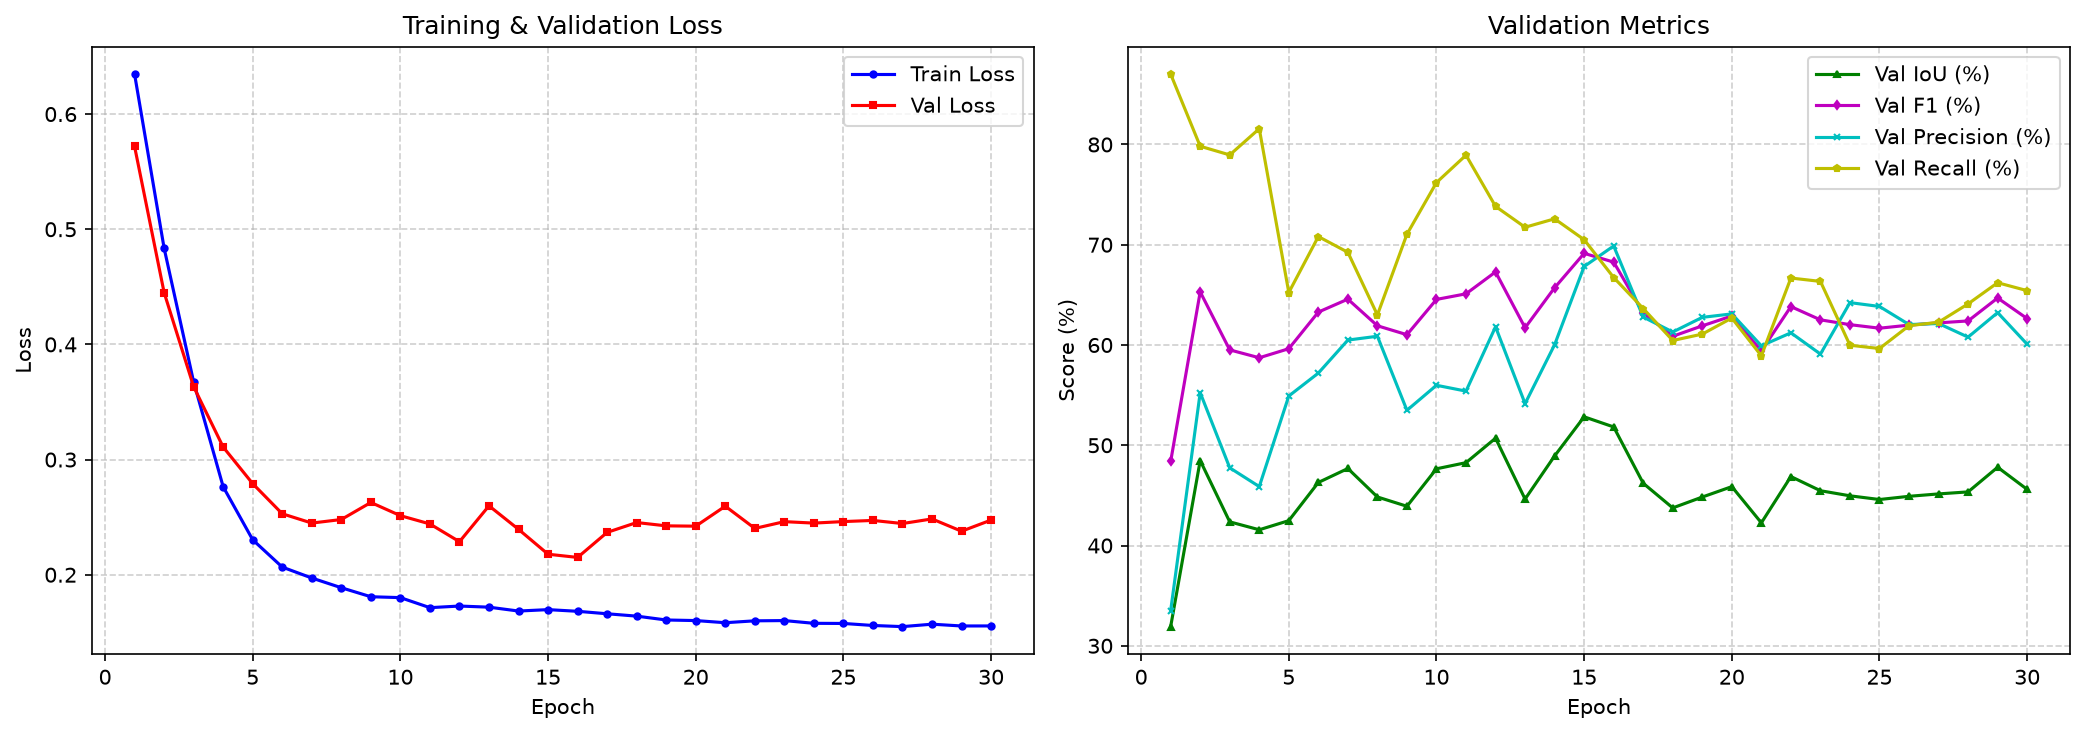 Training & Validation Loss
Train Loss
Val Loss
0.6
0.5
0.4
0.3
0.2
Loss
0
5
10
15
20
25
30
Epoch
Validation Metrics
Val IoU (%)
Val F1 (%)
Val Precision (%)
Val Recall (%)
80
70
60
50
40
30
Score (%)
0
5
10
15
20
25
30
Epoch